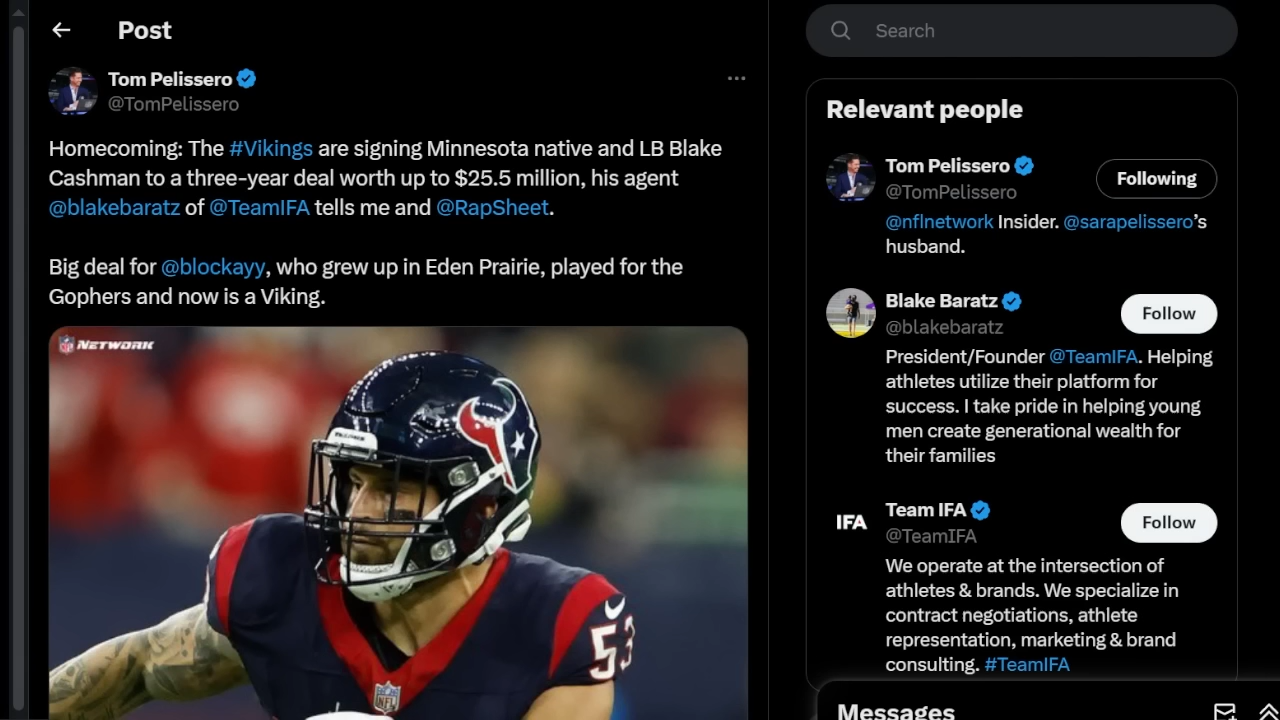 Post
Tom Pelissero
@TomPelissero
Homecoming: The #Vikings are signing Minnesota native and LB Blake
Cashman to a three-year deal worth up to $25.5 million, his agent
@blakebaratz of @TeamIFA tells me and @RapSheet.
Big deal for @blockayy, who grew up in Eden Prairie, played for the
Gophers and now is a Viking.
NFL NETWORK
53
NFL
Search
Relevant people
Tom Pelissero
@TomPelissero
Following
@nflnetwork Insider. @sarapelissero's
husband.
Blake Baratz
@blakebaratz
Follow
President/Founder @TeamIFA. Helping
athletes utilize their platform for
success. I take pride in helping young
men create generational wealth for
their families
IFA
Team IFA
@TeamIFA
Follow
We operate at the intersection of
athletes & brands. We specialize in
contract negotiations, athlete
representation, marketing & brand
consulting. #TeamIFA
Messages